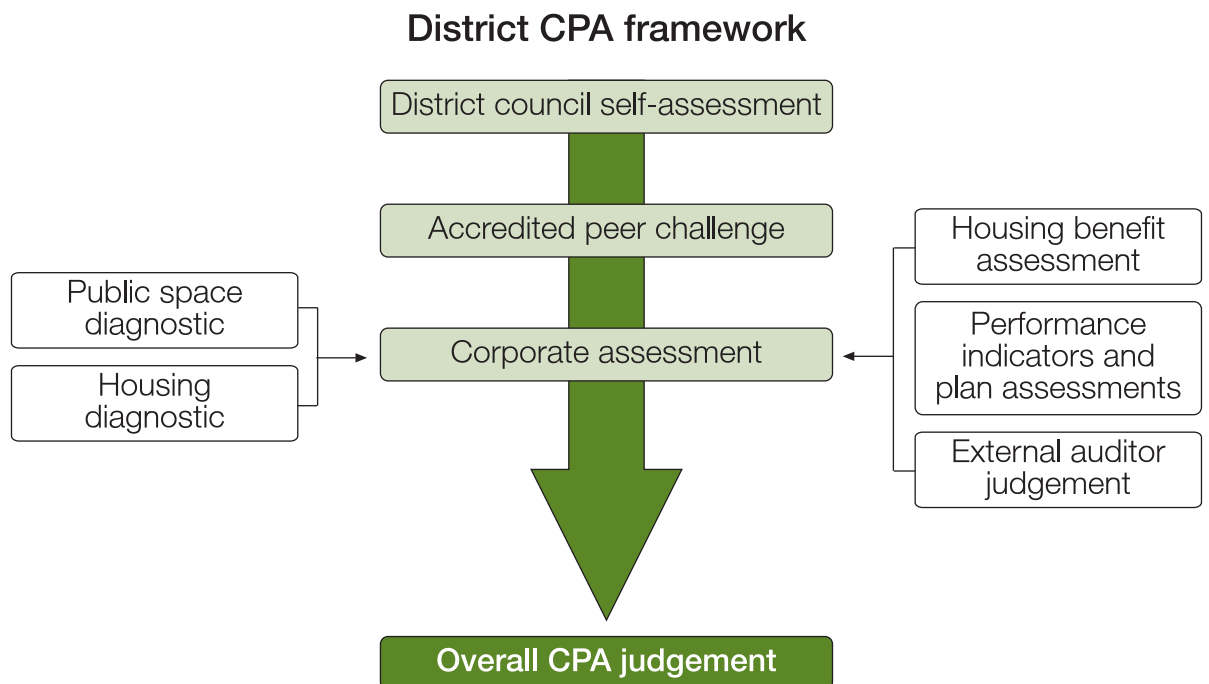 District CPA framework
District council self-assessment
Accredited peer challenge
Corporate assessment
Public space
diagnostic
Housing
diagnostic
Housing benefit
assessment
Performance
indicators and
plan assessments
External auditor
judgement
Overall CPA judgement